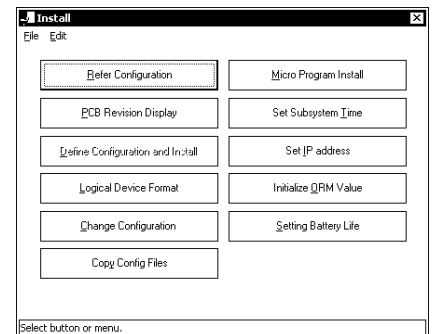 Install
File Edit
Refer Configuration
Micro Program Install
PCB Revision Display
Set Subsystem Time
Define Configuration and Install
Set IP address
Logical Device Format
Initialize ORM Value
Change Configuration
Setting Battery Life
Copy Config Files
Select button or menu.